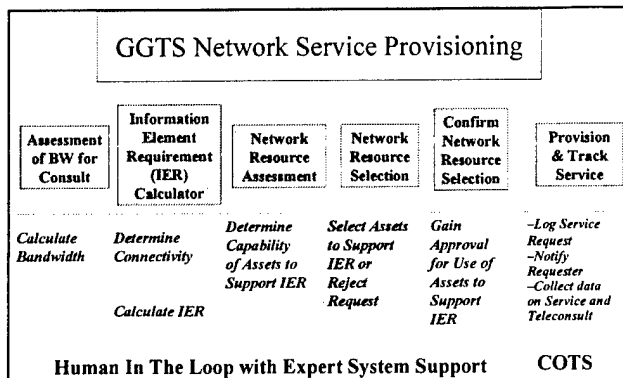 GGTS Network Service Provisioning
Assessment
of BW for
Consult
Information
Element
Requirement
(IER)
Calculator
Network
Resource
Assessment
Network
Resource
Selection
Confirm
Network
Resource
Selection
Provision
& Track
Service
Calculate
Bandwidth
Determine
Connectivity
Calculate IER
Determine
Capability
of Assets to
Support IER
Select Assets
to Support
IER or
Reject
Request
Gain
Approval
for Use of
Assets to
Support
IER
–Log Service
Request
–Notify
Requester
–Collect data
on Service and
Teleconsult
Human In The Loop with Expert System Support
COTS